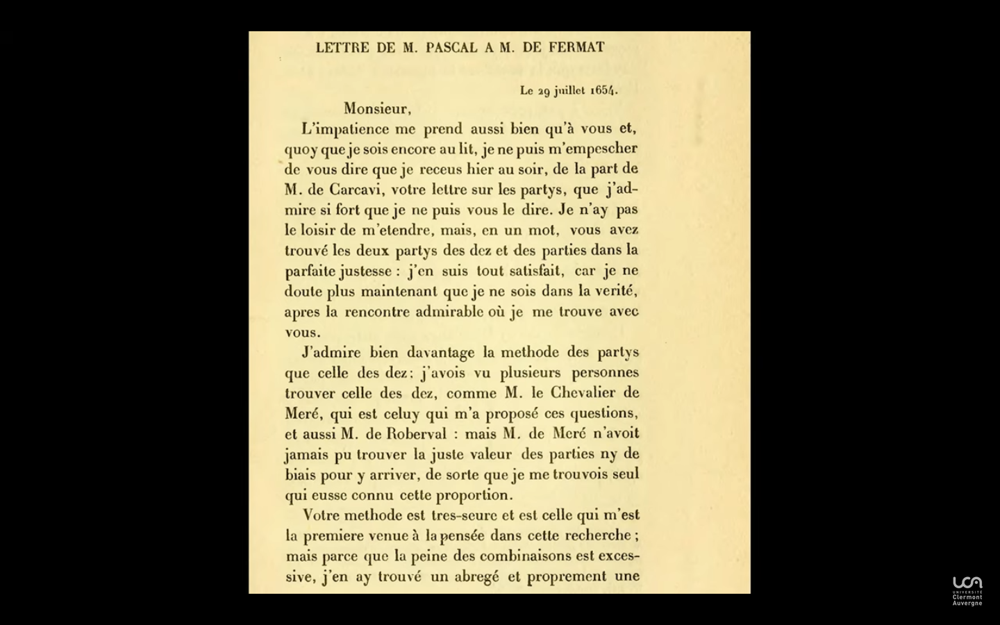 LETTRE DE M. PASCAL A M. DE FERMAT
Le 29 juillet 1654.
Monsieur,
L'impatience me prend aussi bien qu'à vous et,
quoy que je sois encore au lit, je ne puis m'empescher
de vous dire que je receus hier au soir, de la part de
M. de Carcavi, votre lettre sur les partys, que j'ad-
mire si fort que je ne puis vous le dire. Je n'ay pas
le loisir de m'etendre, mais, en un mot, vous avez
trouvé les deux partys des dez et des parties dans la
parfaite justesse : j'en suis tout satisfait, car je ne
doute plus maintenant que je ne sois dans la verité,
apres la rencontre admirable où je me trouve avec
vous.
J'admire bien davantage la methode des partys
que celle des dez : j'avois vu plusieurs personnes
trouver celle des dez, comme M. le Chevalier de
Meré, qui est celuy qui m'a proposé ces questions,
et aussi M. de Roberval : mais M. de Meré n'avoit
jamais pu trouver la juste valeur des parties ny de
biais pour y arriver, de sorte que je me trouvois seul
qui eusse connu cette proportion.
Votre methode est tres-seure et est celle qui m'est
la premiere venue à la pensée dans cette recherche ;
mais parce que la peine des combinaisons est exces-
sive, j'en ay trouvé un abregé et proprement une
UCA
UNIVERSITÉ
Clermont
Auvergne